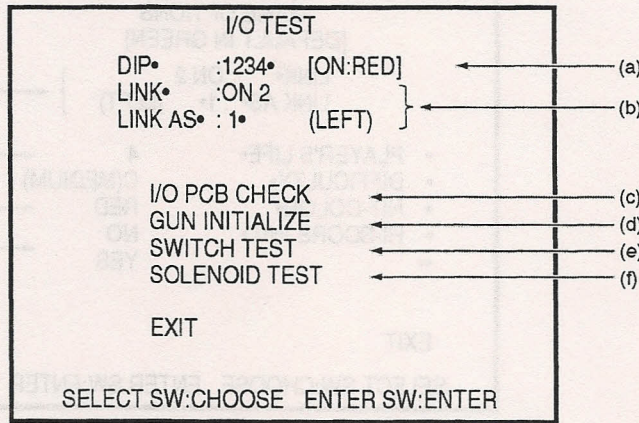 I/O TEST
DIP• :1234• [ON:RED] (a)
LINK• :ON 2
(b)
LINK AS• : 1• (LEFT)
I/O PCB CHECK (c)
GUN INITIALIZE (d)
SWITCH TEST (e)
SOLENOID TEST (f)
EXIT
SELECT SW:CHOOSE ENTER SW:ENTER